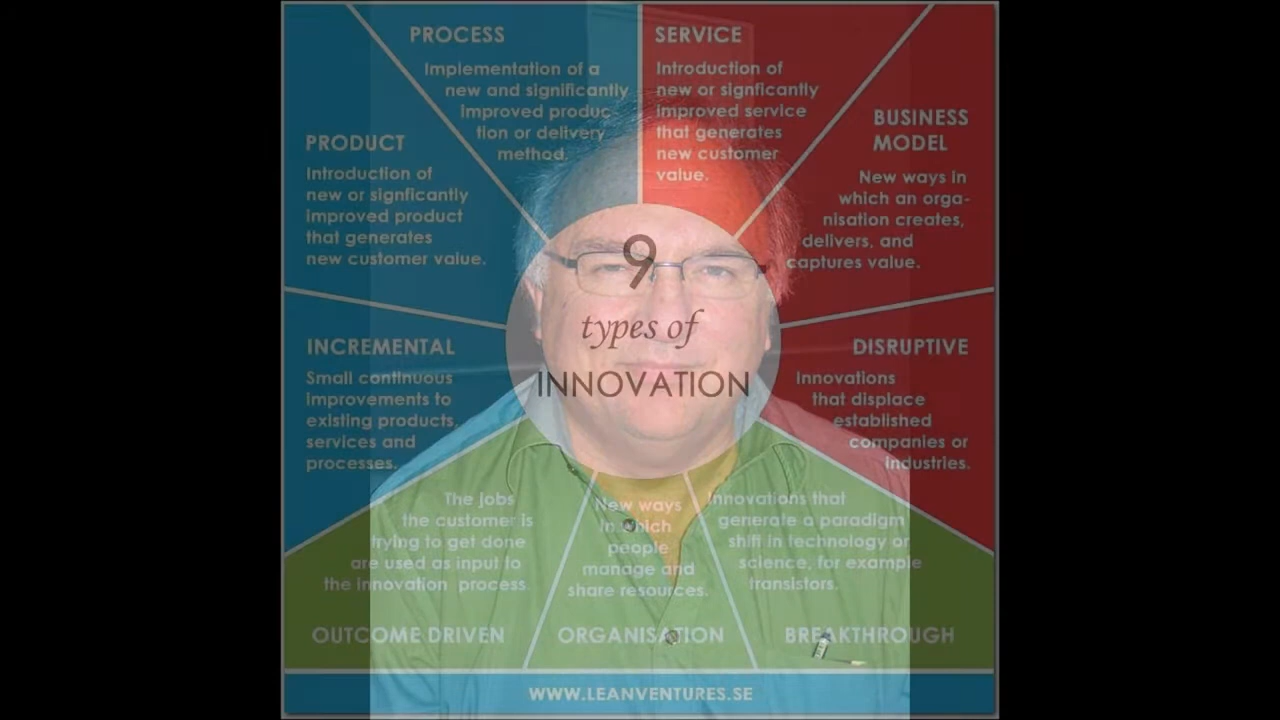 PROCESS
Implementation of a
new and significantly
improved produc
tion or delivery
method.
SERVICE
Introduction of
new or signficantly
improved service
that generates
new customer
value.
BUSINESS
MODEL
New ways in
which an orga-
nisation creates,
delivers, and
captures value.
PRODUCT
Introduction of
new or signficantly
improved product
that generates
new customer value.
9
types of
INNOVATION
INCREMENTAL
Small continuous
improvements to
existing products,
services and
processes.
DISRUPTIVE
Innovations
that displace
established
companies or
industries.
The jobs
the customer is
trying to get done
are used as input to
the innovation process.
OUTCOME DRIVEN
New ways
in which
people
manage and
share resources.
ORGANISATION
Innovations that
generate a paradigm
shift in technology or
science, for example
transistors.
BREAKTHROUGH
WWW.LEANVENTURES.SE